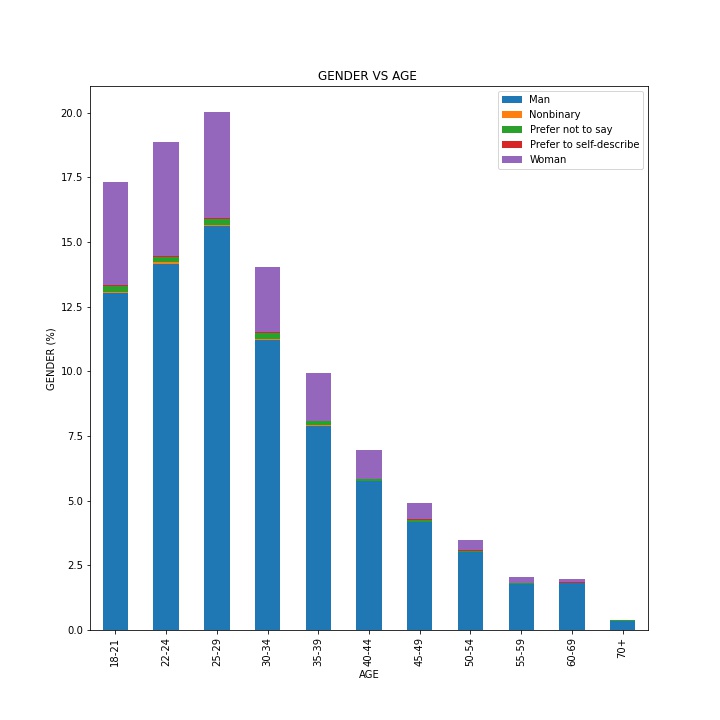 GENDER VS AGE
Man
Nonbinary
Prefer not to say
Prefer to self-describe
Woman
GENDER (%)
20.0
17.5
15.0
12.5
10.0
7.5
5.0
2.5
0.0
18-21
22-24
25-29
30-34
35-39
40-44
45-49
50-54
55-59
60-69
70+
AGE